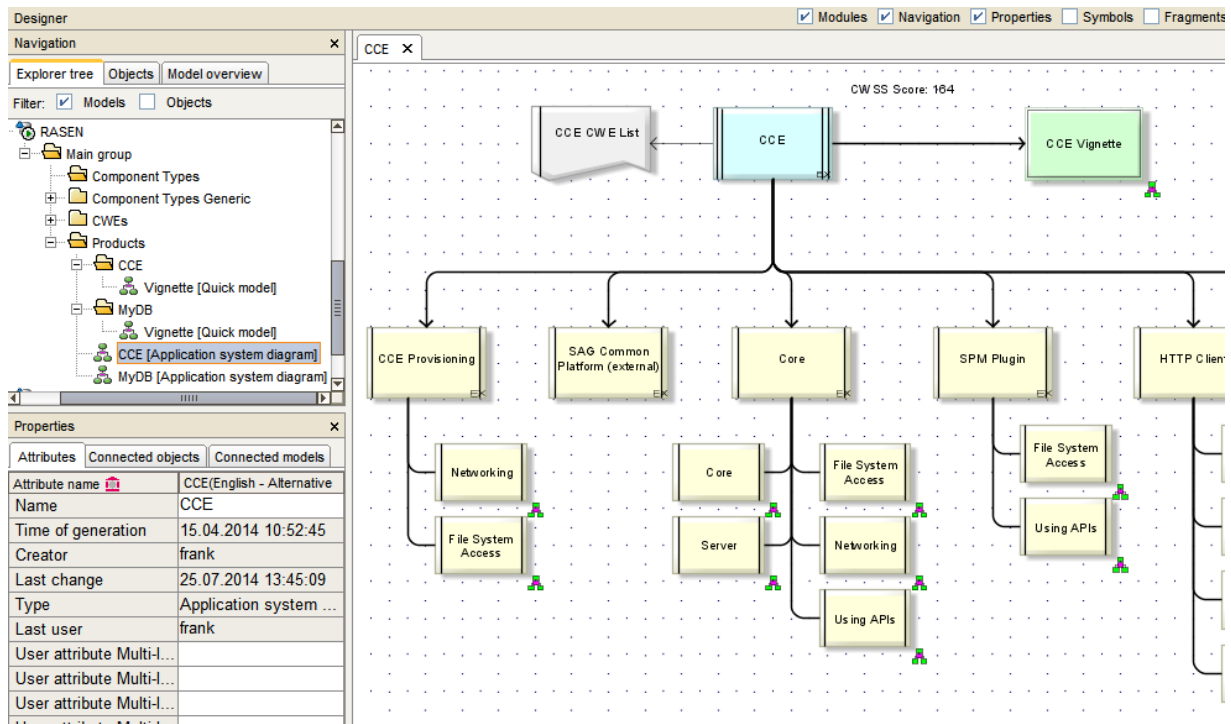 Designer
Modules Navigation Properties Symbols Fragments
Navigation
Explorer tree Objects Model overview
Filter: Models Objects
RASEN
Main group
Component Types
Component Types Generic
CWEs
Products
CCE
Vignette [Quick model]
MyDB
Vignette [Quick model]
CCE [Application system diagram]
MyDB [Application system diagram]
Properties
Attributes Connected objects Connected models
Attribute name CCE(English - Alternative
Name CCE
Time of generation 15.04.2014 10:52:45
Creator frank
Last change 25.07.2014 13:45:09
Type Application system ...
Last user frank
User attribute Multi-l...
User attribute Multi-l...
User attribute Multi-l...
CCE
CWSS Score: 164
CCE CWE List
CCE
EX
CCE Vignette
CCE Provisioning
EX
SAG Common
Platform (external)
EX
Core
EX
SPM Plugin
EX
HTTP Clien
Networking
File System
Access
Core
Server
File System
Access
Networking
Using APIs
File System
Access
Using APIs